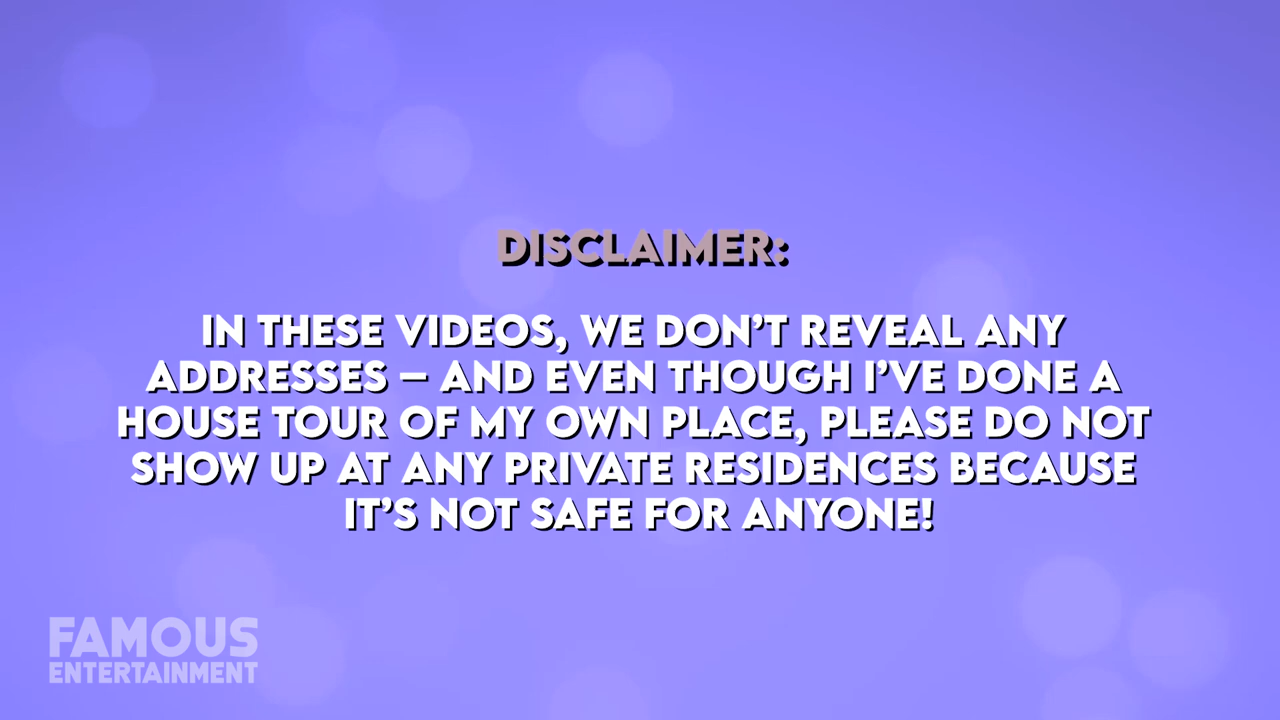 DISCLAIMER:
IN THESE VIDEOS, WE DON'T REVEAL ANY
ADDRESSES – AND EVEN THOUGH I'VE DONE A
HOUSE TOUR OF MY OWN PLACE, PLEASE DO NOT
SHOW UP AT ANY PRIVATE RESIDENCES BECAUSE
IT'S NOT SAFE FOR ANYONE!
FAMOUS
ENTERTAINMENT